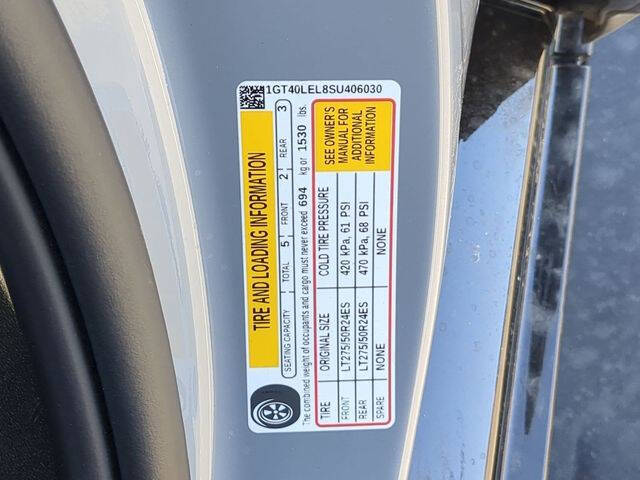 1GT40LEL8SU406030
TIRE AND LOADING INFORMATION
SEATING CAPACITY TOTAL 5 FRONT 2 REAR 3
The combined weight of occupants and cargo must never exceed 694 kg or 1530 lbs.
TIRE ORIGINAL SIZE COLD TIRE PRESSURE
FRONT LT275/50R24ES 420 kPa, 61 PSI
REAR LT275/50R24ES 470 kPa, 68 PSI
SPARE NONE NONE
SEE OWNER'S
MANUAL FOR
ADDITIONAL
INFORMATION